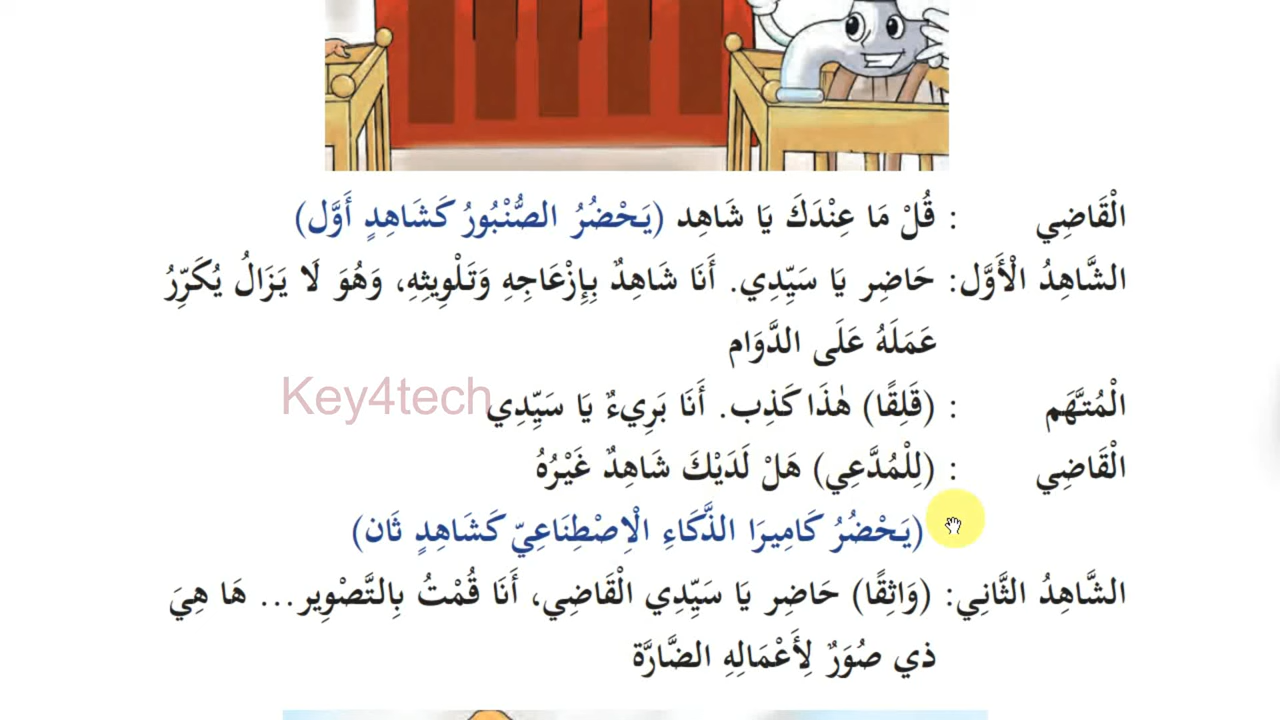 الْقَاضِي : قُلْ مَا عِنْدَكَ يَا شَاهِد (يَحْضُرُ الصُّنْبُورُ كَشَاهِدٍ أَوَّل)
الشَّاهِدُ الْأَوَّل: حَاضِر يَا سَيِّدِي. أَنَا شَاهِدٌ بِإِزْعَاجِهِ وَتَلْوِيثِهِ، وَهُوَ لَا يَزَالُ يُكَرِّرُ
عَمَلَهُ عَلَى الدَّوَام
Key4tech
الْمُتَّهَم : (قَلِقًا) هٰذَا كَذِب. أَنَا بَرِيءٌ يَا سَيِّدِي
الْقَاضِي : (لِلْمُدَّعِي) هَلْ لَدَيْكَ شَاهِدٌ غَيْرُهُ
(يَحْضُرُ كَامِيرَا الذَّكَاءِ الْاِصْطِنَاعِيّ كَشَاهِدٍ ثَان)
الشَّاهِدُ الثَّانِي: (وَاثِقًا) حَاضِر يَا سَيِّدِي الْقَاضِي، أَنَا قُمْتُ بِالتَّصْوِير... هَا هِيَ
ذي صُوَرٌ لِأَعْمَالِهِ الضَّارَّة